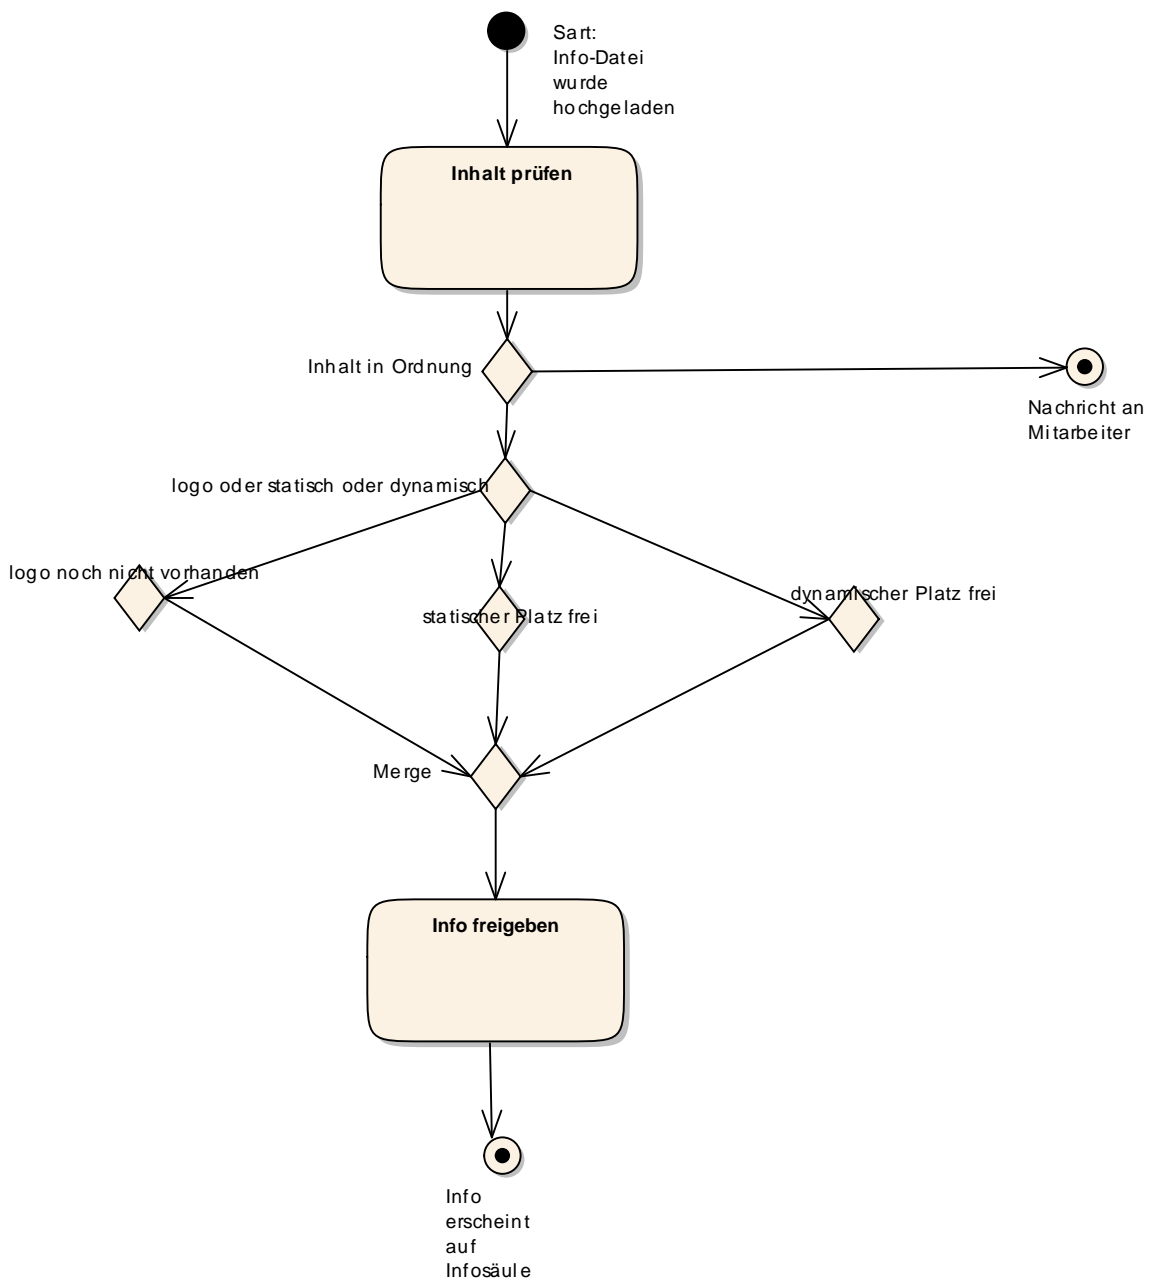 Sart:
Info-Datei
wurde
hochgeladen
Inhalt prüfen
Inhalt in Ordnung
Nachricht an
Mitarbeiter
logo oder statisch oder dynamisch
logo noch nicht vorhanden
dynamischer Platz frei
statischer Platz frei
Merge
Info freigeben
Info
erscheint
auf
Infosäule